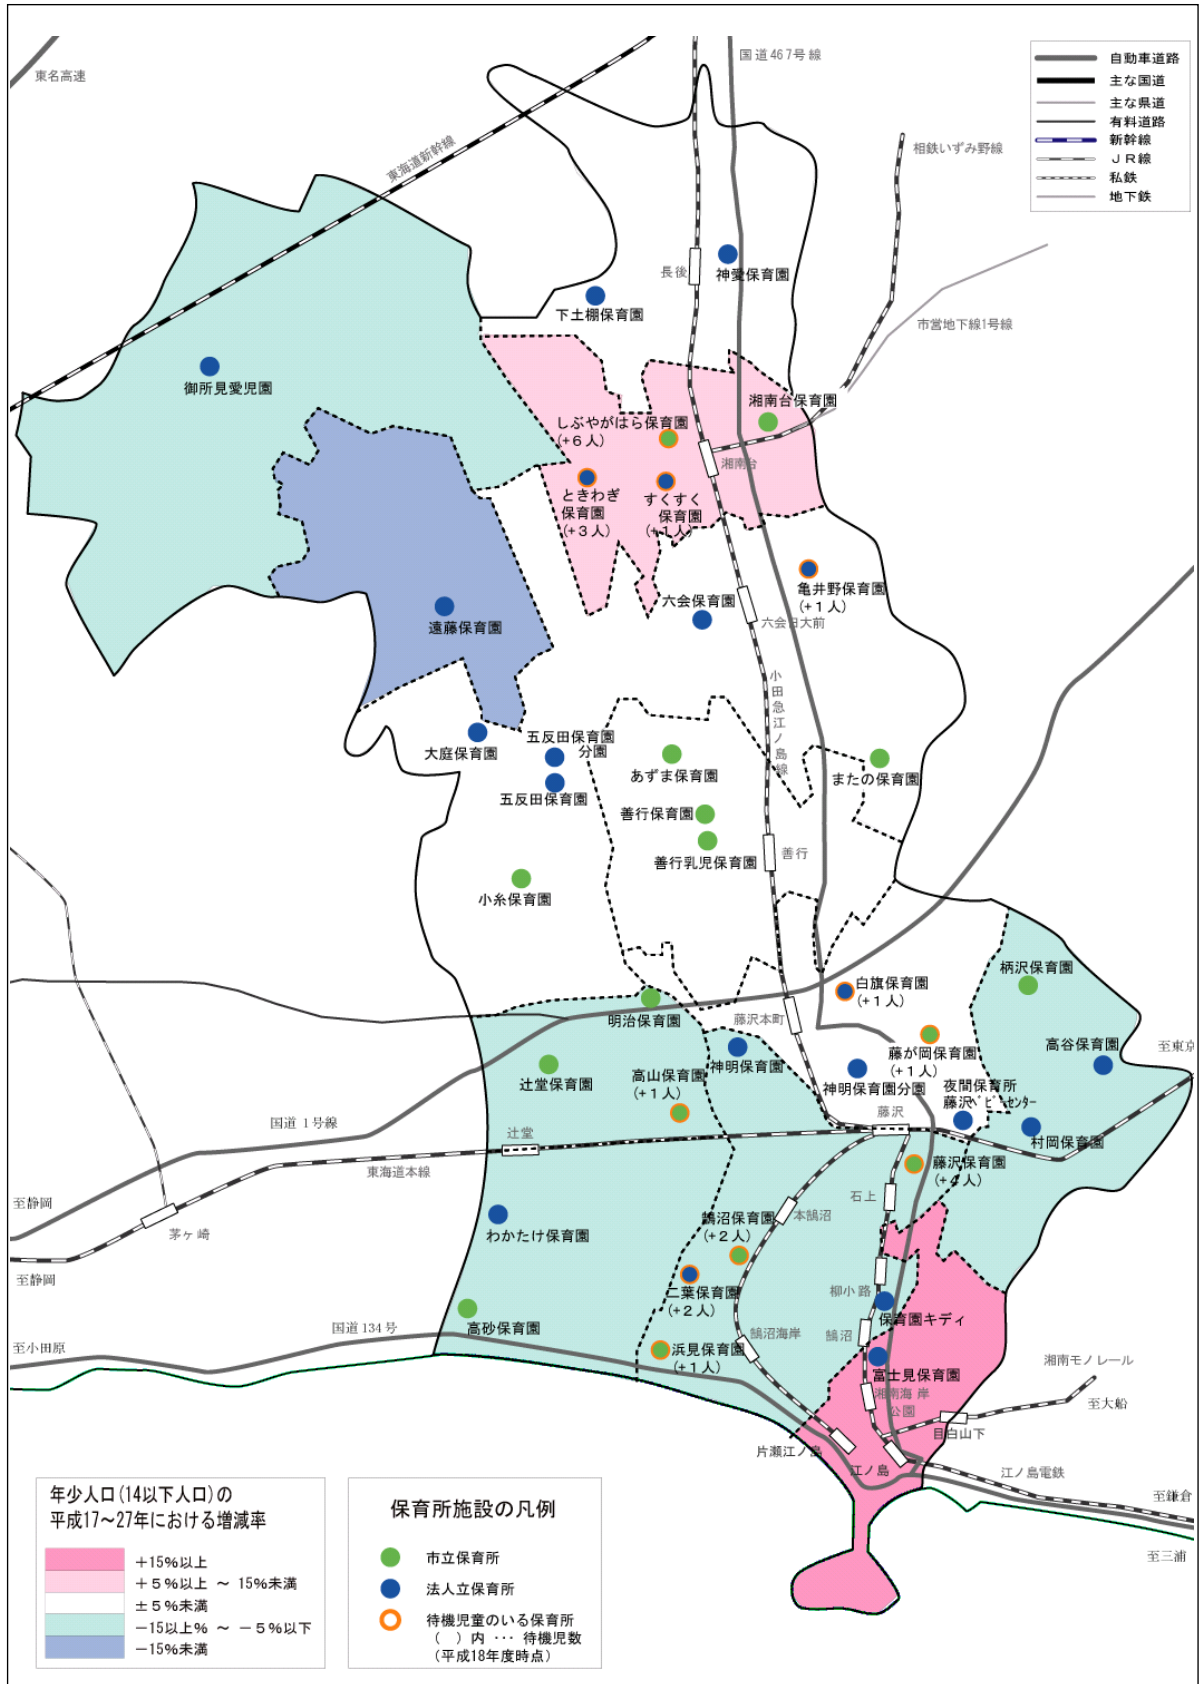 東名高速
国道467号線
自動車道路
主な国道
主な県道
有料道路
新幹線
ＪＲ線
私鉄
地下鉄
東海道新幹線
相鉄いずみ野線
長後
神愛保育園
下土棚保育園
市営地下線1号線
御所見愛児園
湘南台保育園
しぶやがはら保育園
(+６人)
湘南台
ときわぎ
保育園
(+３人)
すくすく
保育園
(+１人)
亀井野保育園
(+１人)
六会保育園
六会日大前
遠藤保育園
小田急江ノ島線
大庭保育園
五反田保育園
分園
五反田保育園
あずま保育園
またの保育園
善行保育園
善行乳児保育園
善行
小糸保育園
柄沢保育園
白旗保育園
(+１人)
明治保育園
藤沢本町
藤が岡保育園
(+１人)
高谷保育園
至東京
神明保育園
神明保育園分園
辻堂保育園
高山保育園
(+１人)
夜間保育所
藤沢ﾍﾞﾋﾞｰセンター
藤沢
国道１号線
辻堂
村岡保育園
東海道本線
藤沢保育園
(+４人)
至静岡
石上
茅ヶ崎
わかたけ保育園
鵠沼保育園
(+２人)
本鵠沼
至静岡
二葉保育園
(+２人)
柳小路
保育園キディ
高砂保育園
国道134号
鵠沼海岸
鵠沼
至小田原
浜見保育園
(+１人)
富士見保育園
湘南モノレール
湘南海岸
公園
至大船
目白山下
片瀬江ノ島
江ノ島
江ノ島電鉄
至鎌倉
至三浦
年少人口(14以下人口)の
平成17～27年における増減率
＋15％以上
＋５％以上 ～ 15％未満
±５％未満
－15以上％ ～ －５％以下
－15％未満
保育所施設の凡例
市立保育所
法人立保育所
待機児童のいる保育所
(　)内 ･･･ 待機児数
(平成18年度時点)